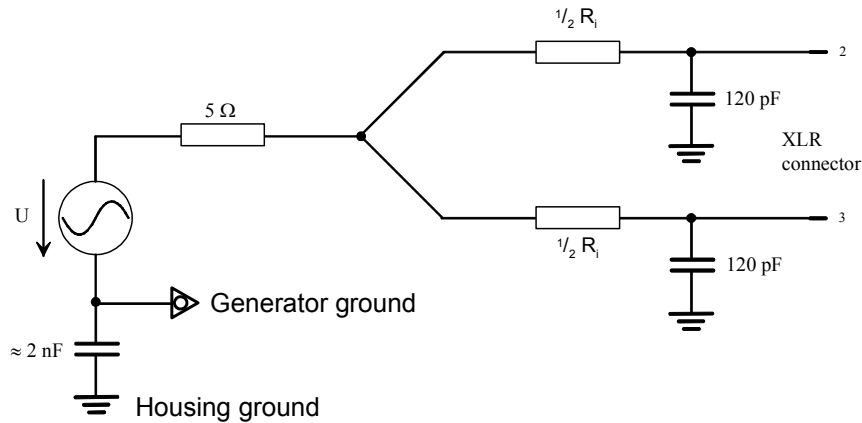 ½ Rᵢ
2
5 Ω
120 pF
XLR
connector
U
3
½ Rᵢ
120 pF
Generator ground
≈ 2 nF
Housing ground